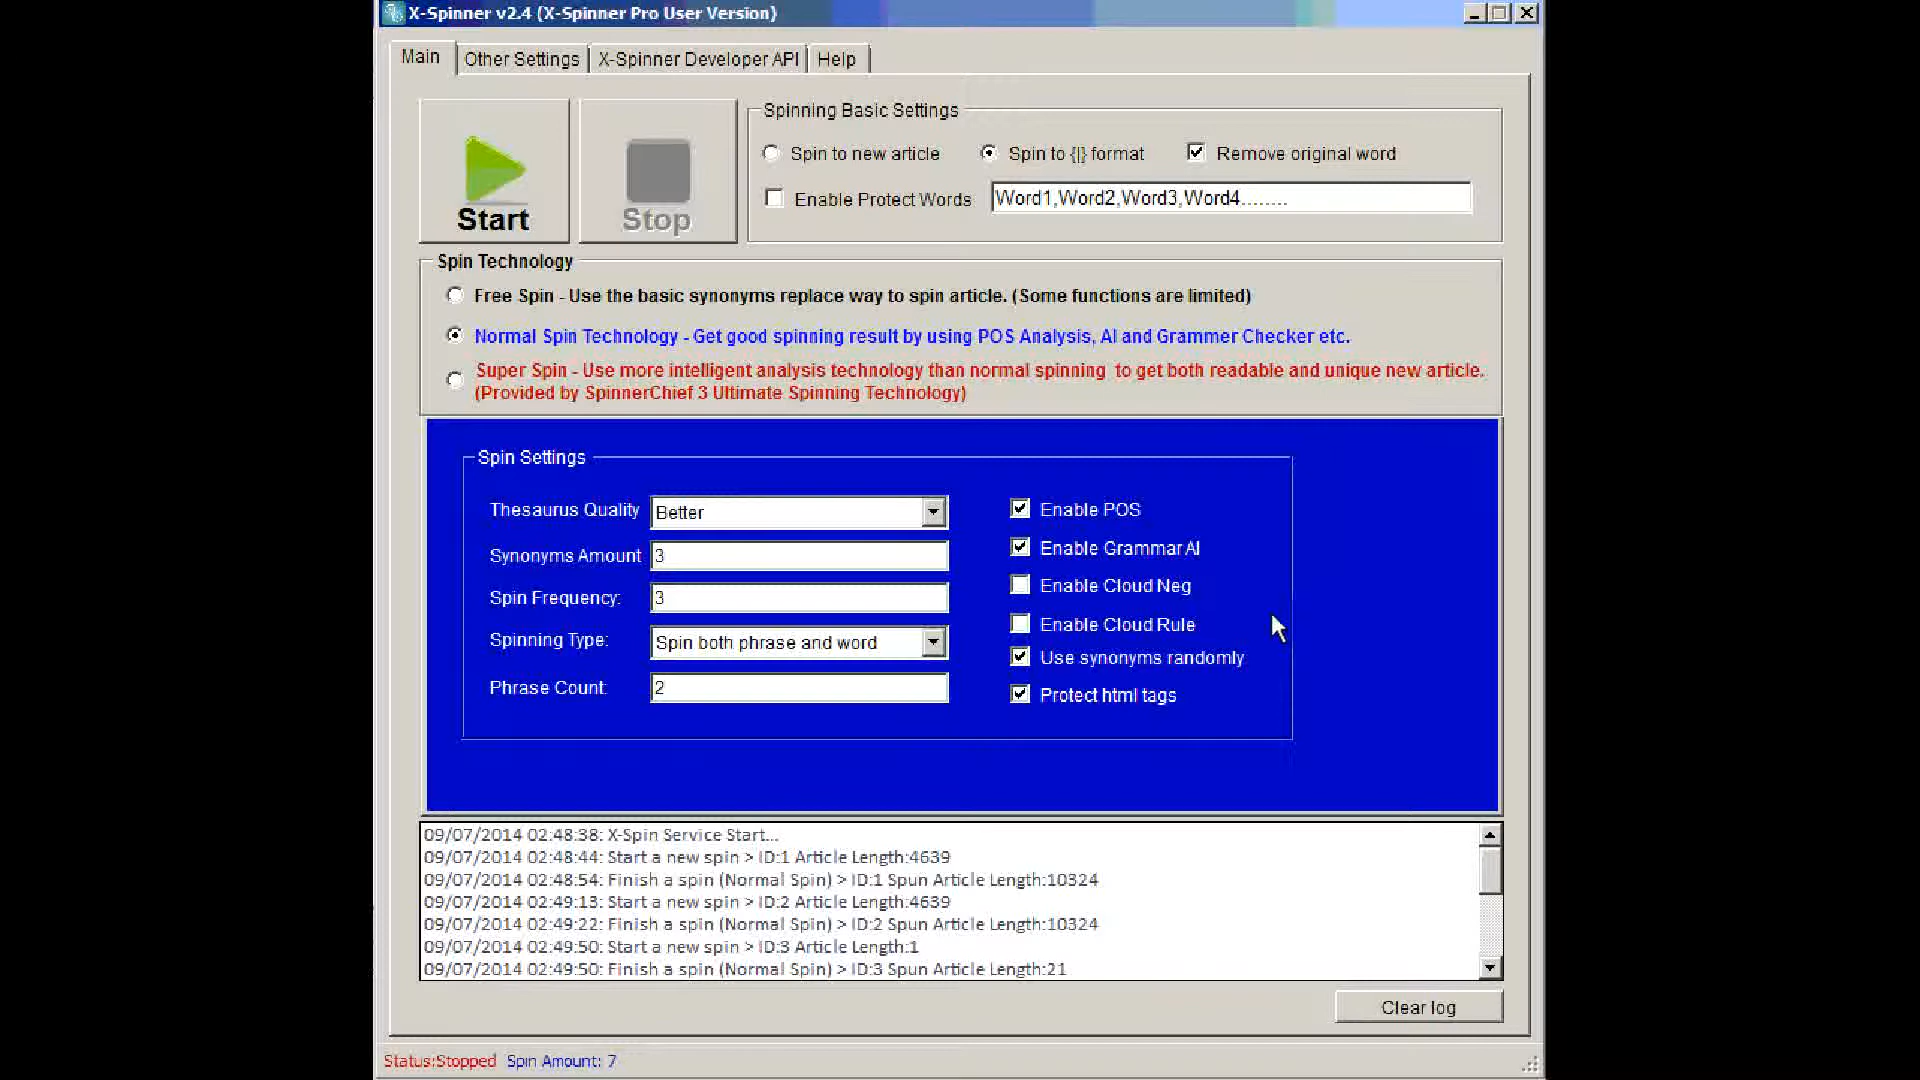 X-Spinner v2.4 (X-Spinner Pro User Version)
Main Other Settings X-Spinner Developer API Help
Start
Stop
Spinning Basic Settings
Spin to new article Spin to {|} format Remove original word
Enable Protect Words Word1,Word2,Word3,Word4........
Spin Technology
Free Spin - Use the basic synonyms replace way to spin article. (Some functions are limited)
Normal Spin Technology - Get good spinning result by using POS Analysis, AI and Grammer Checker etc.
Super Spin - Use more intelligent analysis technology than normal spinning to get both readable and unique new article.
(Provided by SpinnerChief 3 Ultimate Spinning Technology)
Spin Settings
Thesaurus Quality Better Enable POS
Synonyms Amount 3 Enable Grammar AI
Spin Frequency: 3 Enable Cloud Neg
Spinning Type: Spin both phrase and word Enable Cloud Rule
Use synonyms randomly
Phrase Count: 2 Protect html tags
09/07/2014 02:48:38: X-Spin Service Start...
09/07/2014 02:48:44: Start a new spin > ID:1 Article Length:4639
09/07/2014 02:48:54: Finish a spin (Normal Spin) > ID:1 Spun Article Length:10324
09/07/2014 02:49:13: Start a new spin > ID:2 Article Length:4639
09/07/2014 02:49:22: Finish a spin (Normal Spin) > ID:2 Spun Article Length:10324
09/07/2014 02:49:50: Start a new spin > ID:3 Article Length:1
09/07/2014 02:49:50: Finish a spin (Normal Spin) > ID:3 Spun Article Length:21
Clear log
Status:Stopped Spin Amount: 7